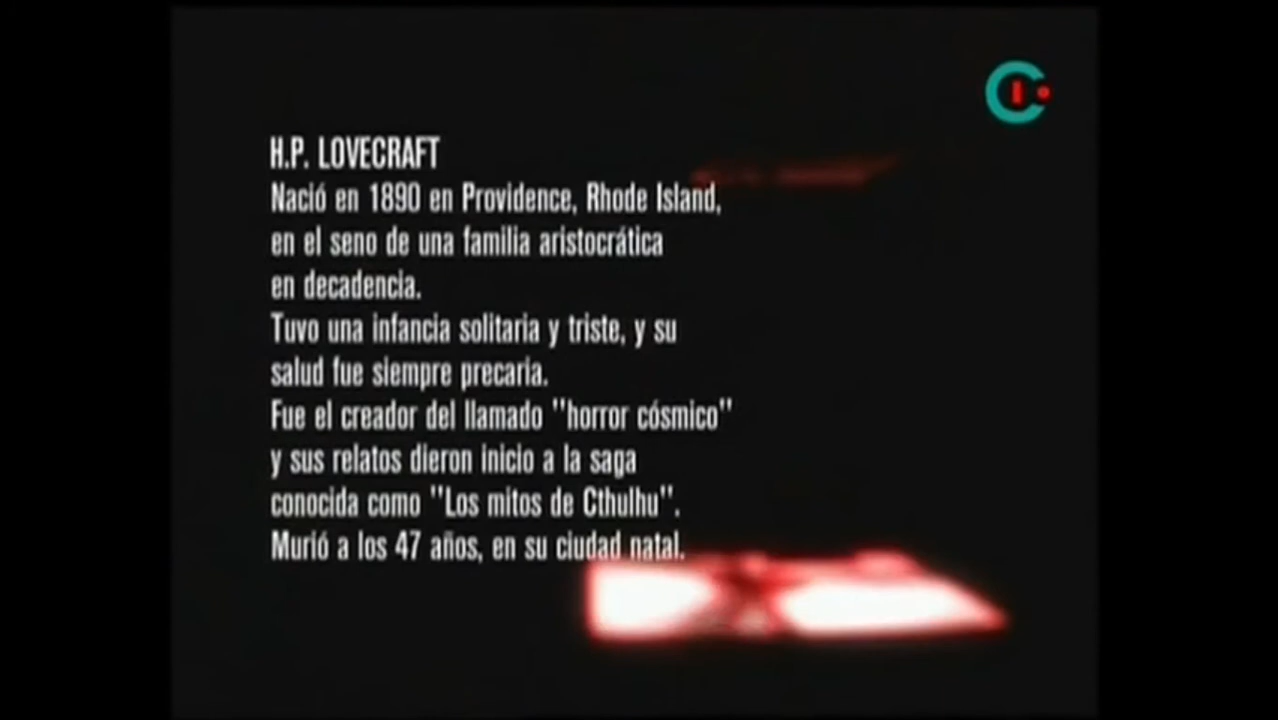 H.P. LOVECRAFT
Nació en 1890 en Providence, Rhode Island,
en el seno de una familia aristocrática
en decadencia.
Tuvo una infancia solitaria y triste, y su
salud fue siempre precaria.
Fue el creador del llamado "horror cósmico"
y sus relatos dieron inicio a la saga
conocida como "Los mitos de Cthulhu".
Murió a los 47 años, en su ciudad natal.